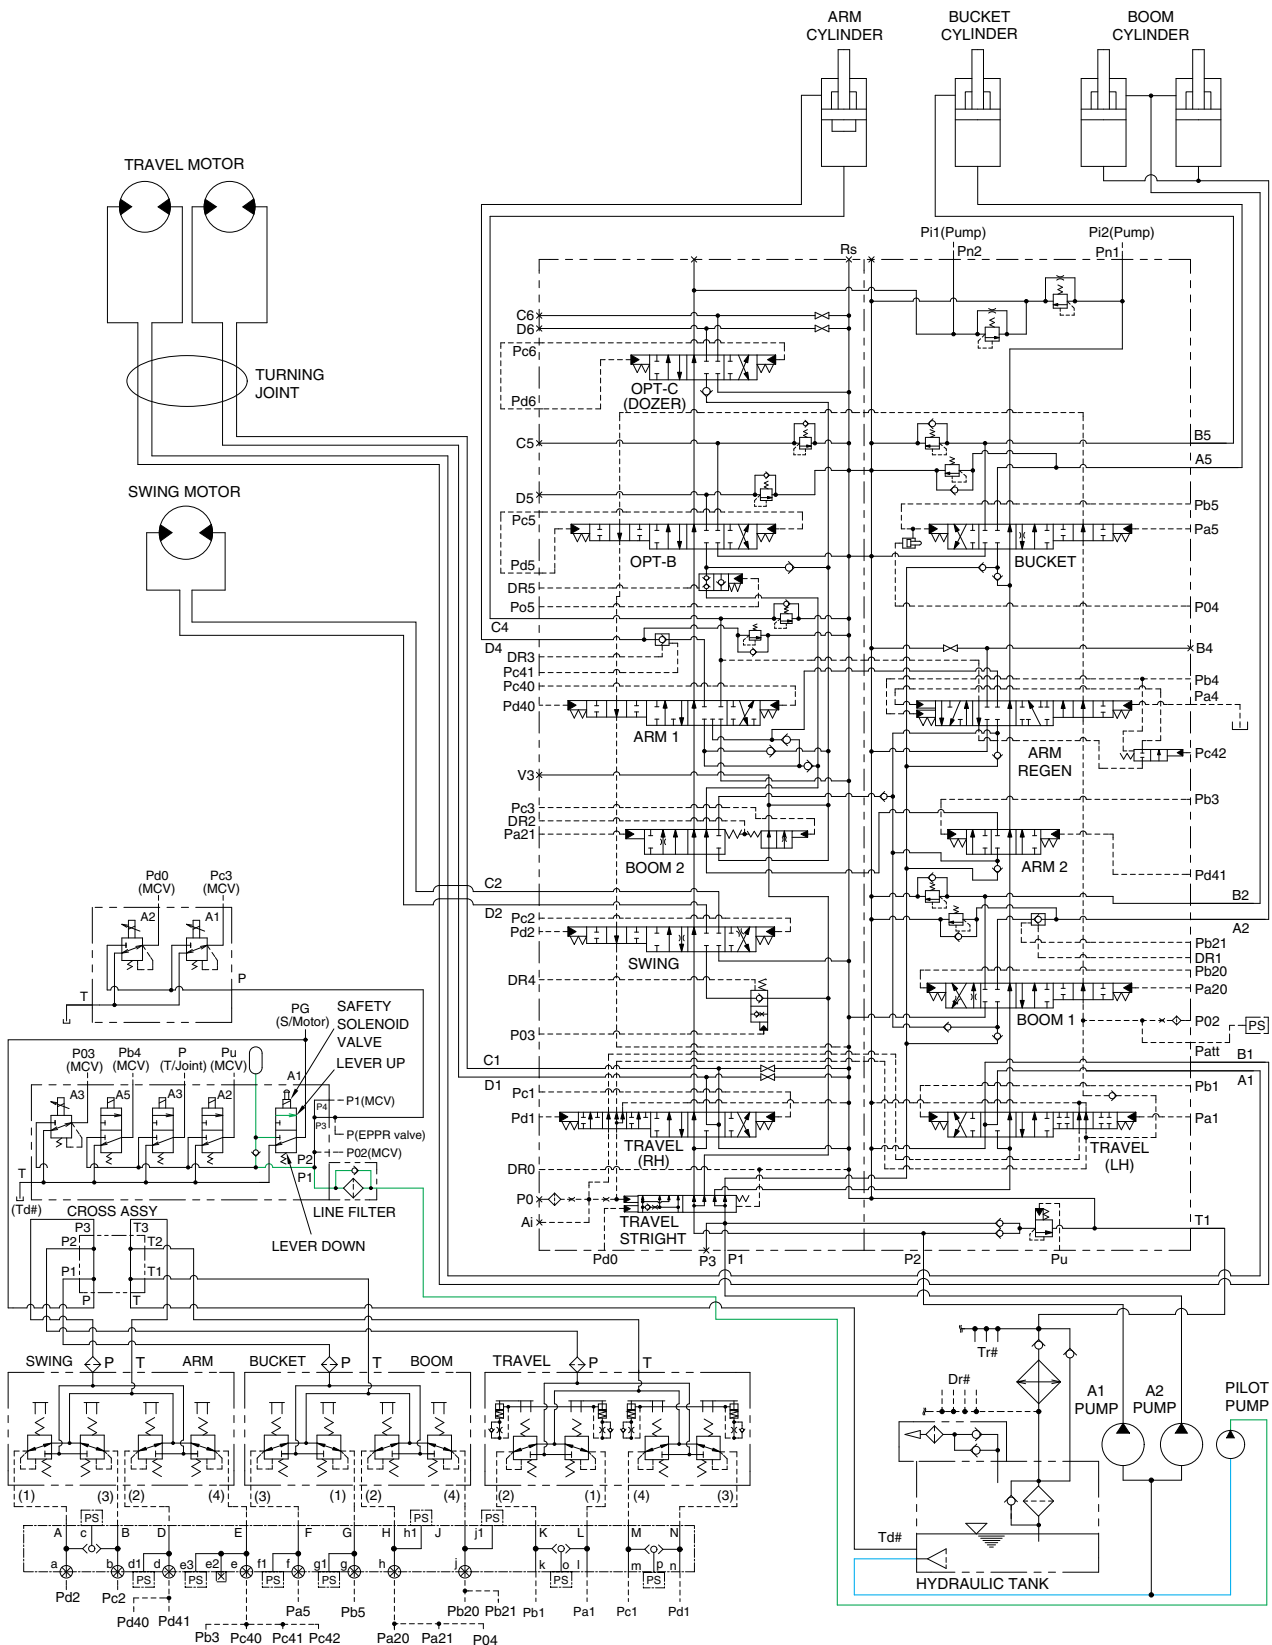 ARM
CYLINDER
BUCKET
CYLINDER
BOOM
CYLINDER
TRAVEL MOTOR
TURNING
JOINT
SWING MOTOR
Rs
Pi1(Pump)
Pn2
Pi2(Pump)
Pn1
C6
D6
Pc6
OPT-C
(DOZER)
Pd6
C5
B5
A5
D5
Pc5
Pb5
Pa5
Pd5
OPT-B
BUCKET
DR5
Po5
P04
C4
D4
B4
DR3
Pc41
Pc40
Pb4
Pa4
Pd40
ARM 1
ARM
REGEN
Pc42
V3
Pc3
DR2
Pa21
Pb3
BOOM 2
ARM 2
Pd41
C2
B2
D2
Pc2
Pd2
A2
SWING
Pb21
DR1
Pb20
Pa20
DR4
BOOM 1
P03
P02
PS
Patt
C1
B1
D1
A1
Pc1
Pb1
Pd1
Pa1
TRAVEL
(RH)
TRAVEL
(LH)
DR0
P0
Ai
TRAVEL
STRIGHT
T1
Pd0
P3
P1
P2
Pu
Pd0
(MCV)
Pc3
(MCV)
A2
A1
P
T
PG
(S/Motor)
SAFETY
SOLENOID
VALVE
LEVER UP
P03
(MCV)
Pb4
(MCV)
P
(T/Joint)
Pu
(MCV)
A3
A5
A3
A2
A1
P4
P3
P1(MCV)
P(EPPR valve)
P02(MCV)
P2
P1
T
(Td#)
LINE FILTER
LEVER DOWN
CROSS ASSY
P3
T3
P2
T2
P1
T1
P
T
SWING
P
T
ARM
BUCKET
P
T
BOOM
TRAVEL
P
T
(1)
(3)
(2)
(4)
(3)
(1)
(2)
(4)
(2)
(1)
(4)
(3)
PS
PS
PS
A
c
B
D
E
F
G
H
h1
J
j1
K
L
M
N
a
b
d1
d
e3
e2
e
f1
f
g1
g
h
j
k
o
l
m
p
n
PS
PS
PS
PS
PS
PS
Pd2
Pc2
Pd40
Pd41
Pb3
Pc40
Pc41
Pc42
Pa5
Pb5
Pa20
Pa21
P04
Pb20
Pb21
Pb1
Pa1
Pc1
Pd1
Tr#
Dr#
A1
PUMP
A2
PUMP
PILOT
PUMP
Td#
HYDRAULIC TANK